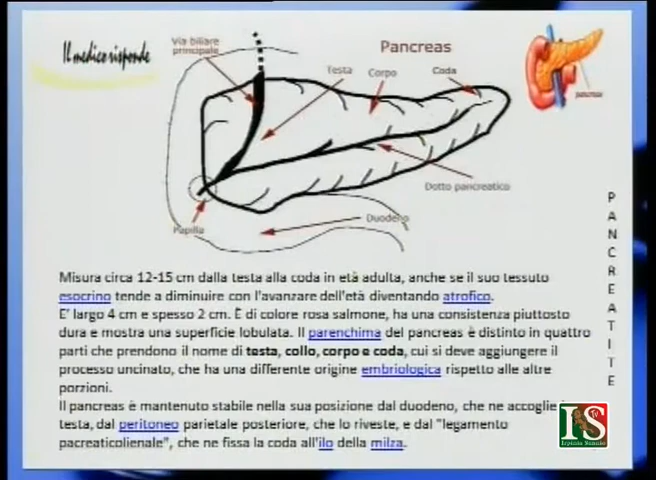 Il medico risponde
Via biliare
principale
Pancreas
Testa
Corpo
Coda
pancreas
Dotto pancreatico
Duodeno
Papilla
PANCREATITE
Misura circa 12-15 cm dalla testa alla coda in età adulta, anche se il suo tessuto
esocrino tende a diminuire con l'avanzare dell'età diventando atrofico.
E' largo 4 cm e spesso 2 cm. È di colore rosa salmone, ha una consistenza piuttosto
dura e mostra una superficie lobulata. Il parenchima del pancreas è distinto in quattro
parti che prendono il nome di testa, collo, corpo e coda, cui si deve aggiungere il
processo uncinato, che ha una differente origine embriologica rispetto alle altre
porzioni.
Il pancreas è mantenuto stabile nella sua posizione dal duodeno, che ne accoglie
testa, dal peritoneo parietale posteriore, che lo riveste, e dal "legamento
pacreaticolienale", che ne fissa la coda all'ilo della milza.
IS
TV